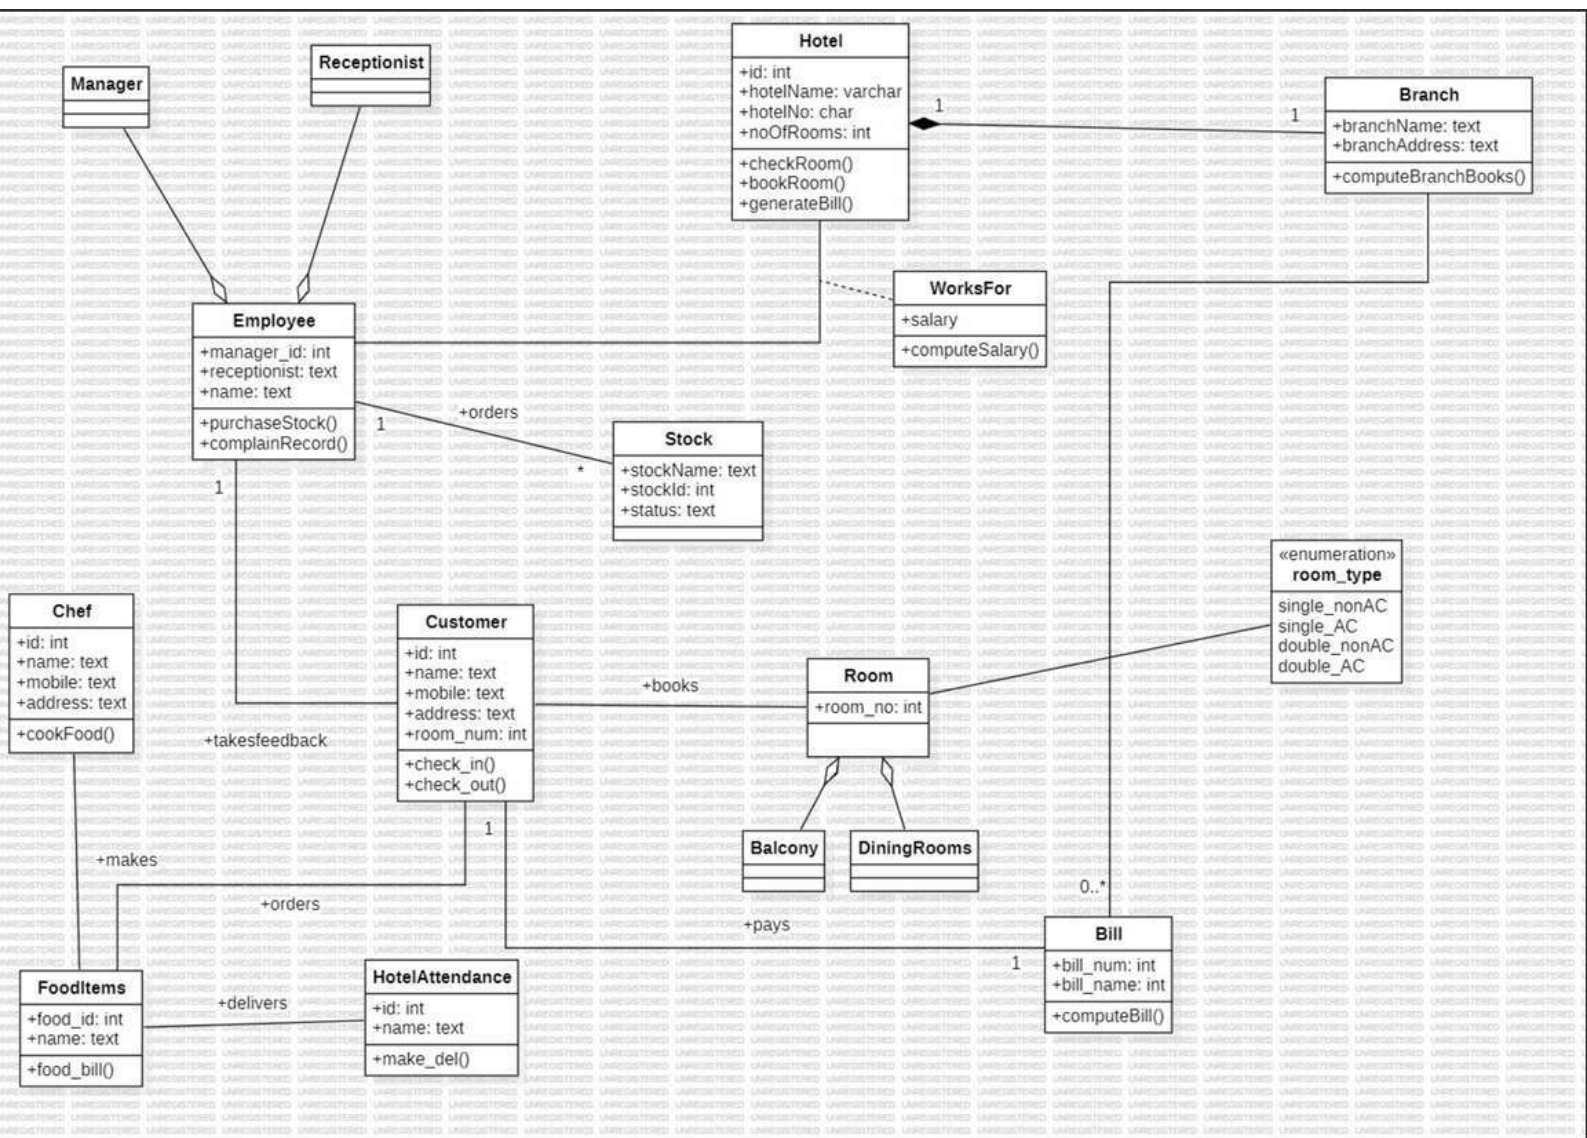 Manager
Receptionist
Hotel
+id: int
+hotelName: varchar
+hotelNo: char
+noOfRooms: int
+checkRoom()
+bookRoom()
+generateBill()
1
1
Branch
+branchName: text
+branchAddress: text
+computeBranchBooks()
WorksFor
+salary
+computeSalary()
Employee
+manager_id: int
+receptionist: text
+name: text
+purchaseStock()
+complainRecord()
1
+orders
*
1
Stock
+stockName: text
+stockId: int
+status: text
«enumeration»
room_type
single_nonAC
single_AC
double_nonAC
double_AC
Chef
+id: int
+name: text
+mobile: text
+address: text
+cookFood()
Customer
+id: int
+name: text
+mobile: text
+address: text
+room_num: int
+check_in()
+check_out()
+takesfeedback
+books
Room
+room_no: int
Balcony
DiningRooms
1
+makes
+orders
+pays
0..*
1
Bill
+bill_num: int
+bill_name: int
+computeBill()
FoodItems
+food_id: int
+name: text
+food_bill()
+delivers
HotelAttendance
+id: int
+name: text
+make_del()
UNREGISTERED